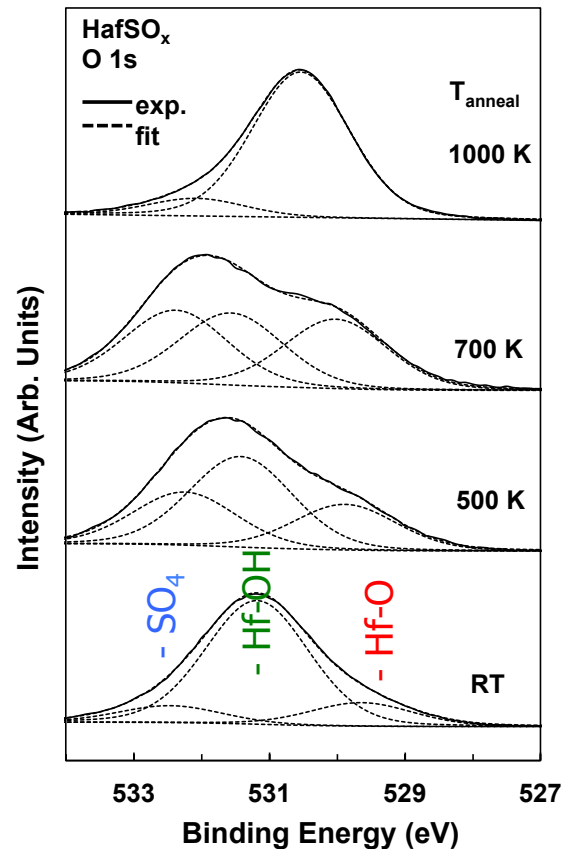 HafSOₓ
O 1s
exp.
fit
Tanneal
1000 K
700 K
500 K
RT
- SO₄
- Hf-OH
- Hf-O
Intensity (Arb. Units)
533 531 529 527
Binding Energy (eV)